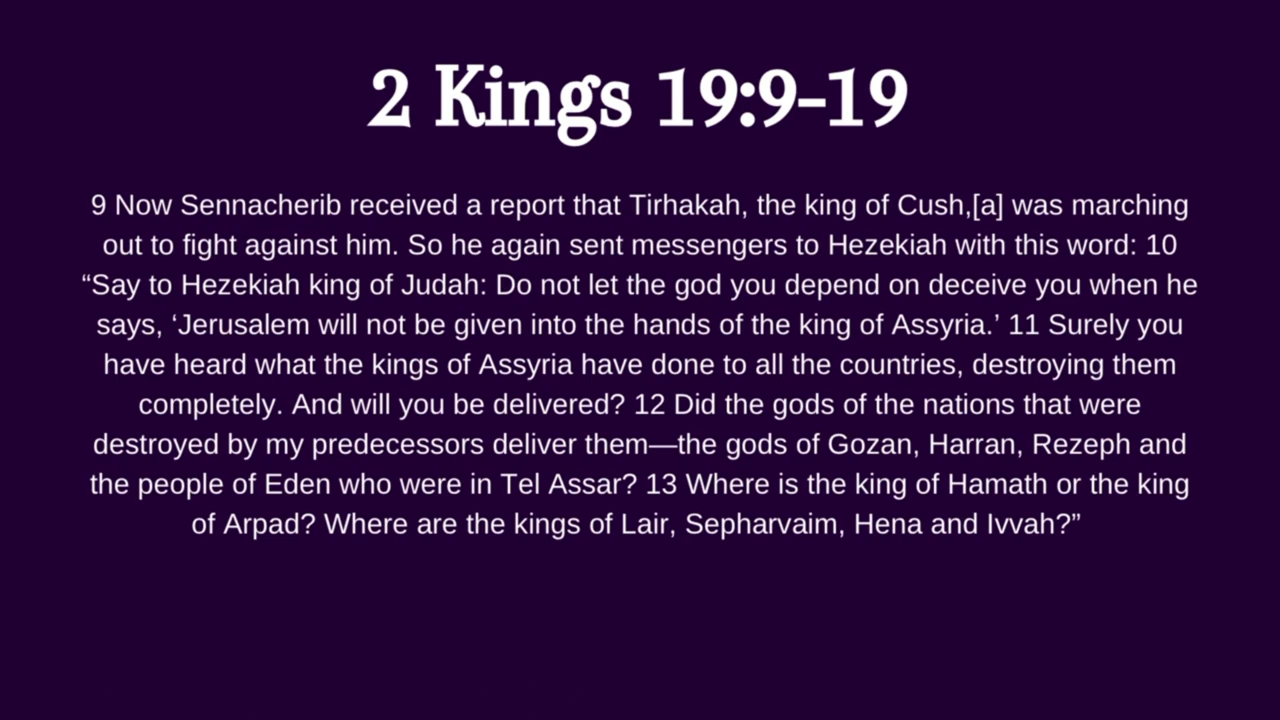 2 Kings 19:9-19
9 Now Sennacherib received a report that Tirhakah, the king of Cush,[a] was marching
out to fight against him. So he again sent messengers to Hezekiah with this word: 10
“Say to Hezekiah king of Judah: Do not let the god you depend on deceive you when he
says, ‘Jerusalem will not be given into the hands of the king of Assyria.’ 11 Surely you
have heard what the kings of Assyria have done to all the countries, destroying them
completely. And will you be delivered? 12 Did the gods of the nations that were
destroyed by my predecessors deliver them—the gods of Gozan, Harran, Rezeph and
the people of Eden who were in Tel Assar? 13 Where is the king of Hamath or the king
of Arpad? Where are the kings of Lair, Sepharvaim, Hena and Ivvah?”